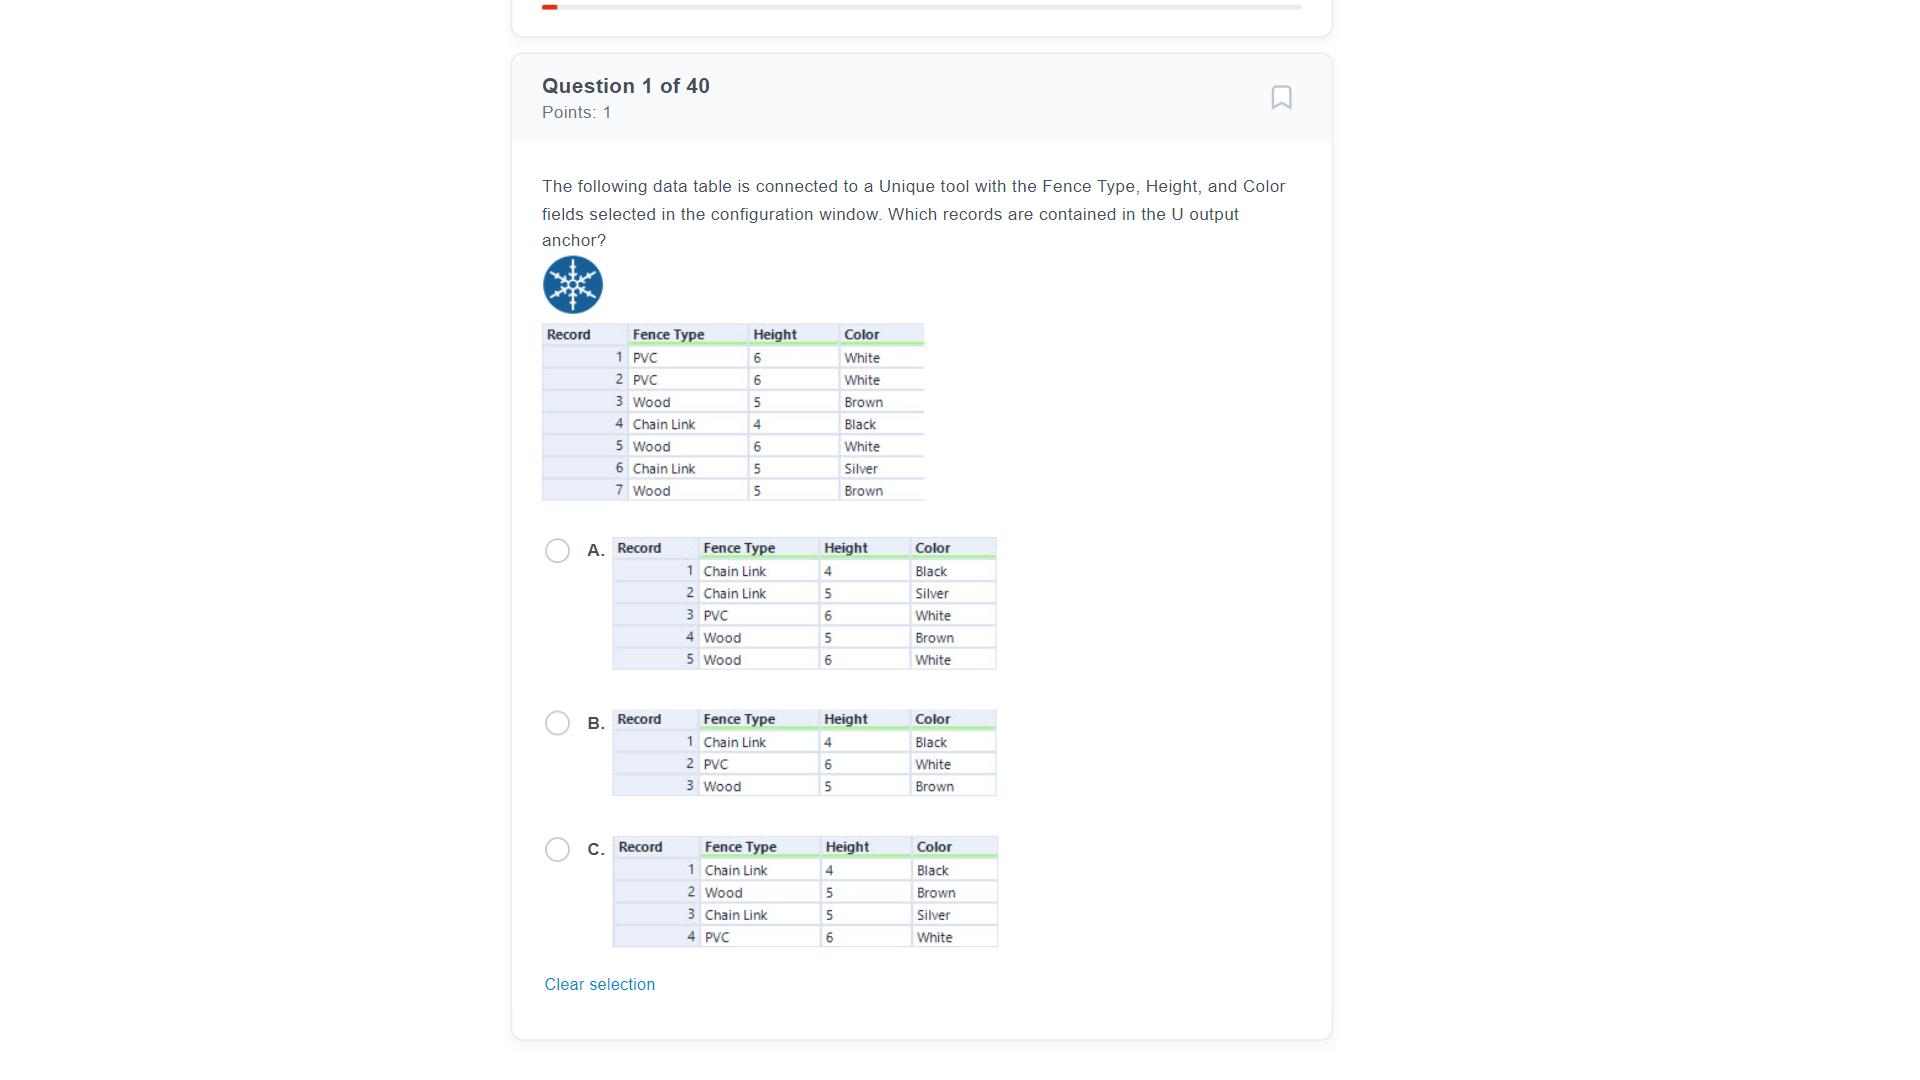 Question 1 of 40
Points: 1
The following data table is connected to a Unique tool with the Fence Type, Height, and Color
fields selected in the configuration window. Which records are contained in the U output
anchor?
Record Fence Type Height Color
1 PVC 6 White
2 PVC 6 White
3 Wood 5 Brown
4 Chain Link 4 Black
5 Wood 6 White
6 Chain Link 5 Silver
7 Wood 5 Brown
A. Record Fence Type Height Color
1 Chain Link 4 Black
2 Chain Link 5 Silver
3 PVC 6 White
4 Wood 5 Brown
5 Wood 6 White
B. Record Fence Type Height Color
1 Chain Link 4 Black
2 PVC 6 White
3 Wood 5 Brown
C. Record Fence Type Height Color
1 Chain Link 4 Black
2 Wood 5 Brown
3 Chain Link 5 Silver
4 PVC 6 White
Clear selection